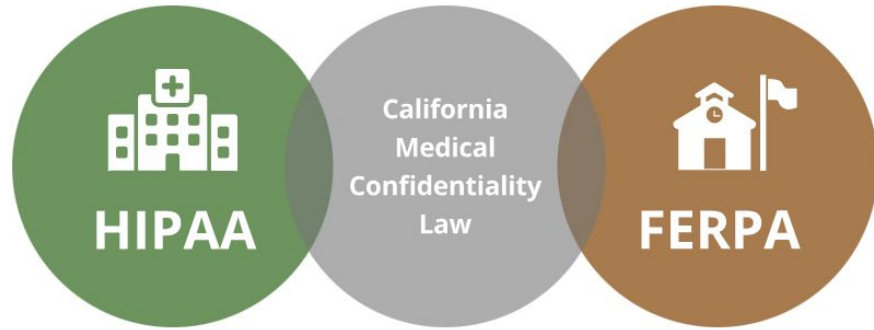 HIPAA
California
Medical
Confidentiality
Law
FERPA